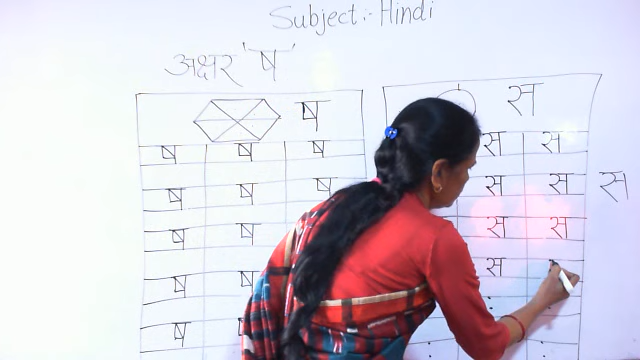 Subject:- Hindi
अक्षर 'ष'
ष स
ष ष ष स स
ष ष ष स स स
ष ष स स
ष ष स
ष